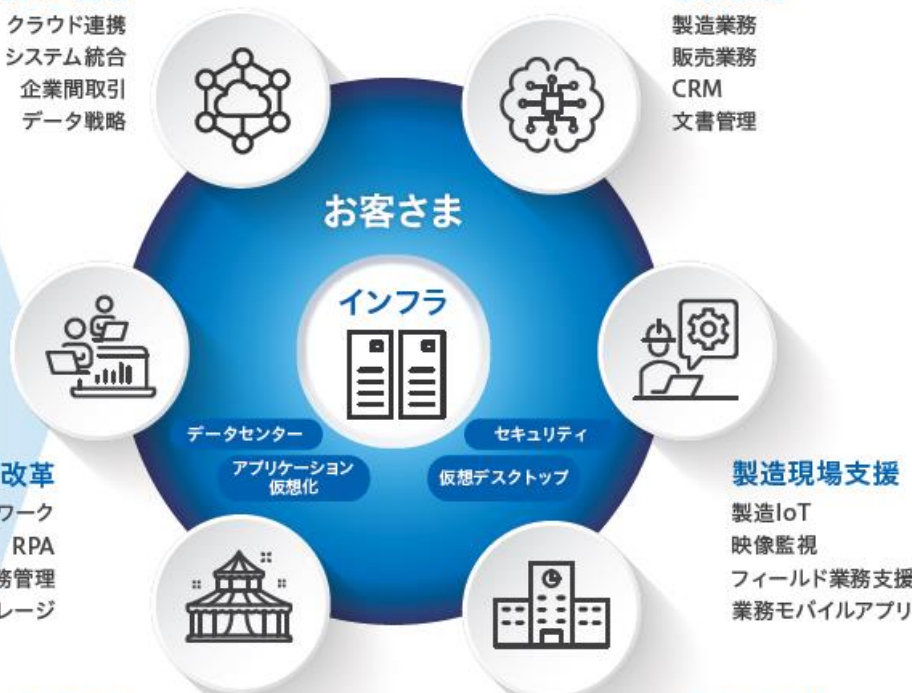 クラウド連携
システム統合
企業間取引
データ戦略
製造業務
販売業務
CRM
文書管理
お客さま
インフラ
データセンター
セキュリティ
アプリケーション
仮想化
仮想デスクトップ
改革
ワーク
RPA
務管理
レージ
製造現場支援
製造IoT
映像監視
フィールド業務支援
業務モバイルアプリ